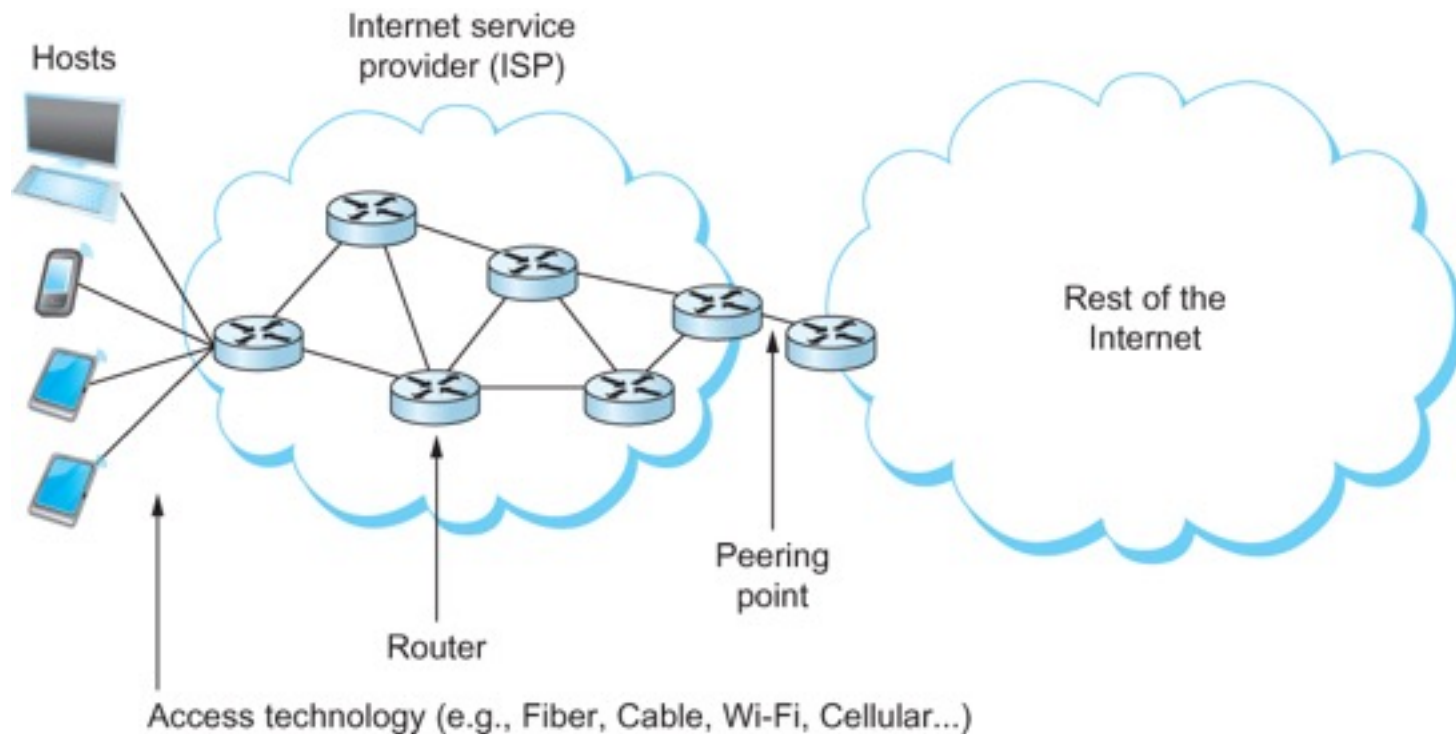 Hosts
Internet service
provider (ISP)
Rest of the
Internet
Peering
point
Router
Access technology (e.g., Fiber, Cable, Wi-Fi, Cellular...)